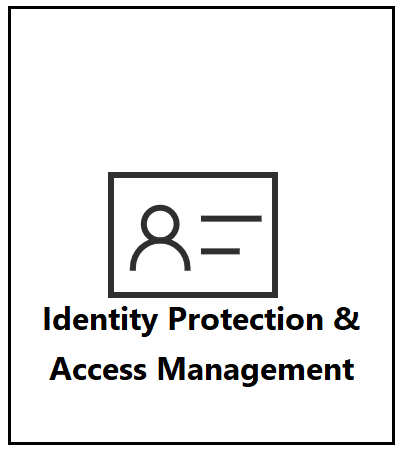 Identity Protection &
Access Management